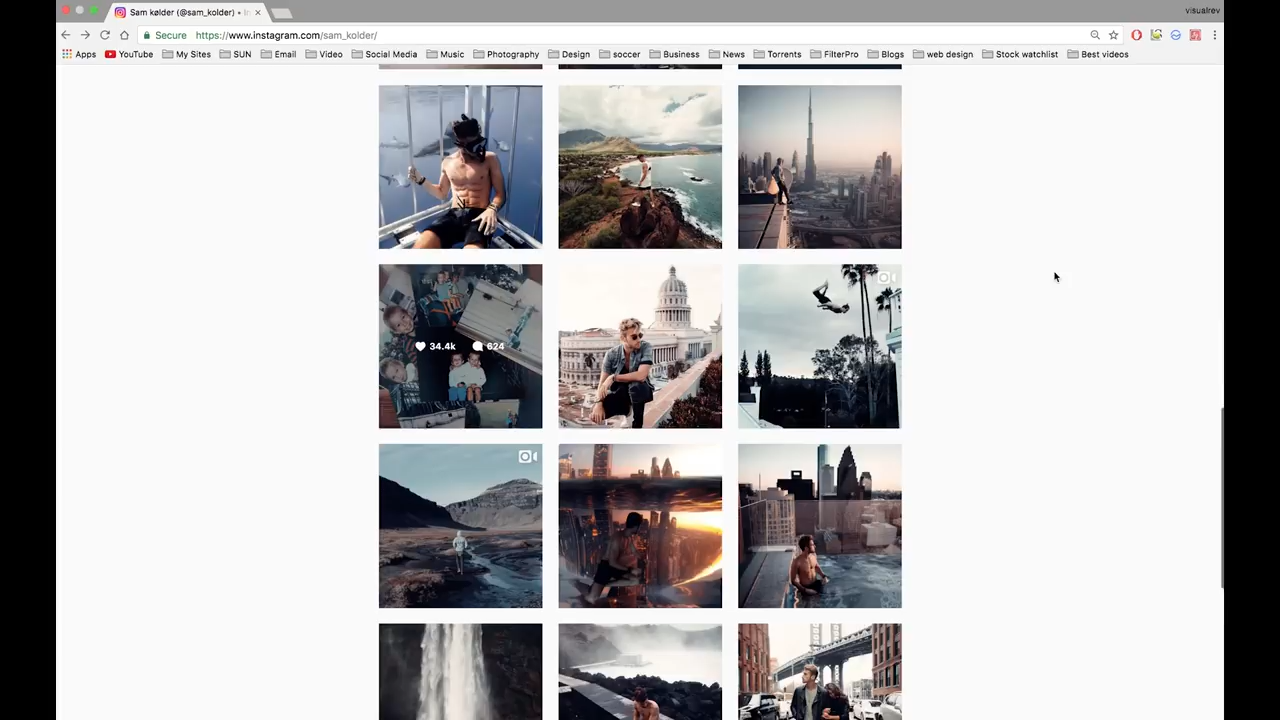 visualrev
Sam kølder (@sam_kolder) • In
Secure https://www.instagram.com/sam_kolder/
Apps YouTube My Sites SUN Email Video Social Media Music Photography Design soccer Business News Torrents FilterPro Blogs web design Stock watchlist Best videos
34.4k 624